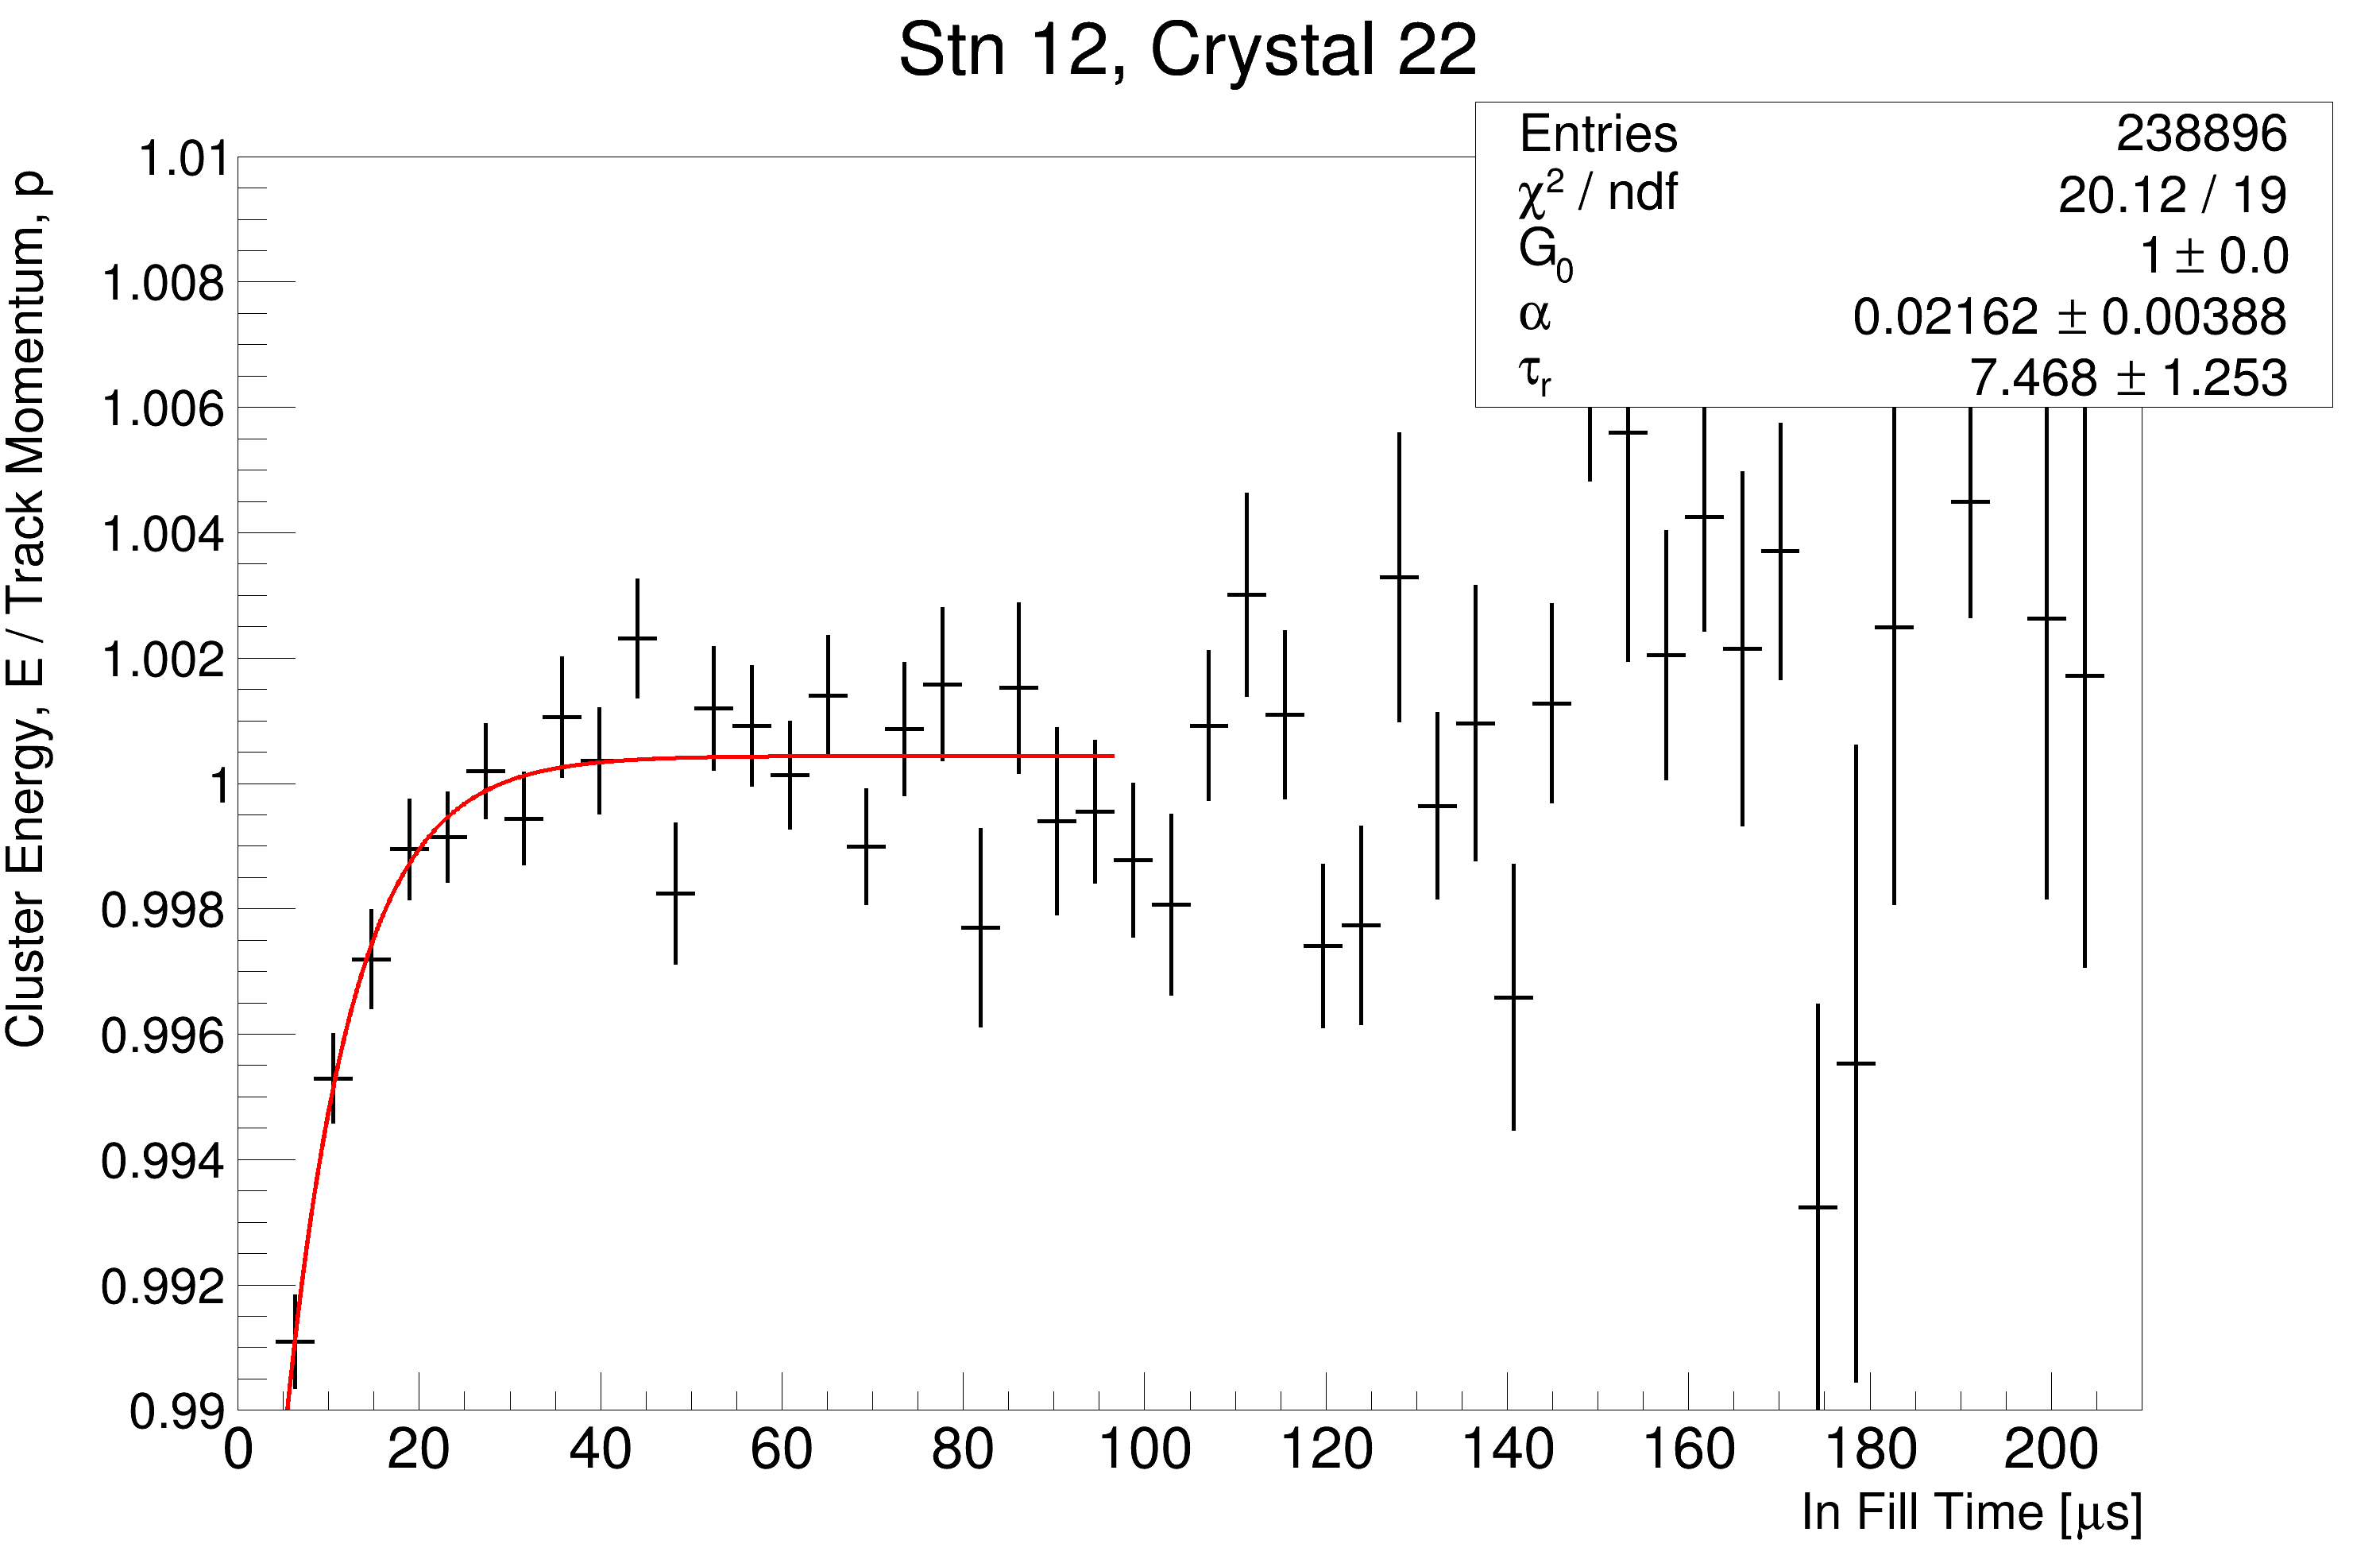 Stn 12, Crystal 22
Entries 238896
χ² / ndf 20.12 / 19
G₀ 1 ± 0.0
α 0.02162 ± 0.00388
τᵣ 7.468 ± 1.253
Cluster Energy, E / Track Momentum, p
1.01
1.008
1.006
1.004
1.002
1
0.998
0.996
0.994
0.992
0.99
0 20 40 60 80 100 120 140 160 180 200
In Fill Time [μs]